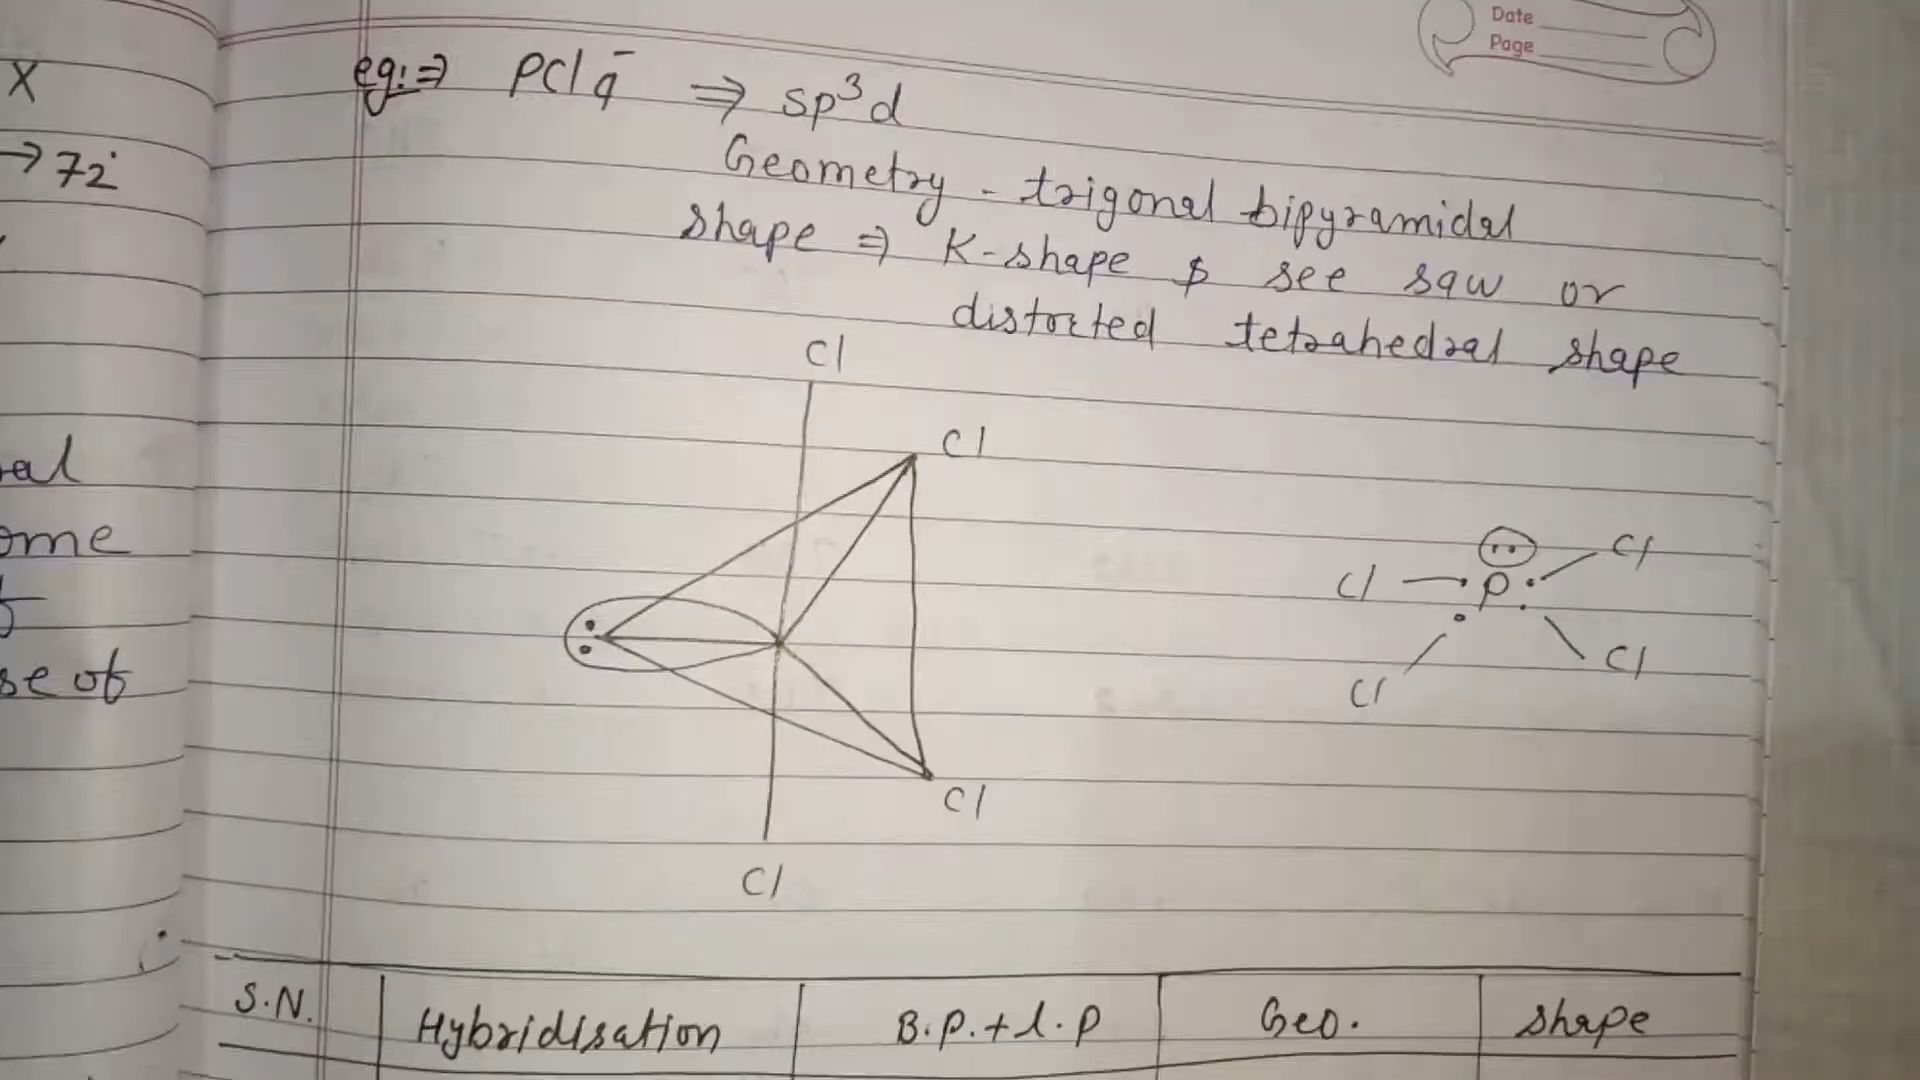 Date
Page
X
→ 72
eg:⇒ PCl4⁻ ⇒ sp³d
Geometry - trigonal bipyramidal
shape ⇒ K-shape $ see saw or
distorted tetrahedral shape
Cl
Cl
Cl
Cl
Cl
P
Cl
Cl
Cl
ome
se of
S.N. Hybridisation B.P.+l.P Geo. shape